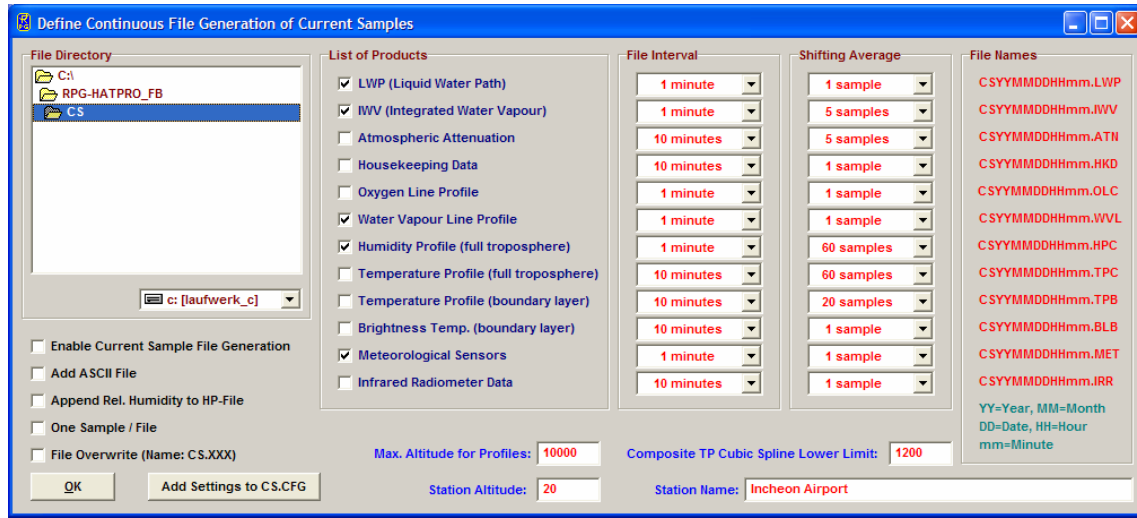 Define Continuous File Generation of Current Samples
File Directory
C:\
RPG-HATPRO_FB
CS
c: [laufwerk_c]
Enable Current Sample File Generation
Add ASCII File
Append Rel. Humidity to HP-File
One Sample / File
File Overwrite (Name: CS.XXX)
OK
Add Settings to CS.CFG
List of Products File Interval Shifting Average File Names
LWP (Liquid Water Path) 1 minute 1 sample CSYYMMDDHHmm.LWP
IWV (Integrated Water Vapour) 1 minute 5 samples CSYYMMDDHHmm.IWV
Atmospheric Attenuation 10 minutes 5 samples CSYYMMDDHHmm.ATN
Housekeeping Data 10 minutes 1 sample CSYYMMDDHHmm.HKD
Oxygen Line Profile 1 minute 1 sample CSYYMMDDHHmm.OLC
Water Vapour Line Profile 1 minute 1 sample CSYYMMDDHHmm.WVL
Humidity Profile (full troposphere) 1 minute 60 samples CSYYMMDDHHmm.HPC
Temperature Profile (full troposphere) 10 minutes 60 samples CSYYMMDDHHmm.TPC
Temperature Profile (boundary layer) 10 minutes 20 samples CSYYMMDDHHmm.TPB
Brightness Temp. (boundary layer) 10 minutes 1 sample CSYYMMDDHHmm.BLB
Meteorological Sensors 1 minute 1 sample CSYYMMDDHHmm.MET
Infrared Radiometer Data 10 minutes 1 sample CSYYMMDDHHmm.IRR
YY=Year, MM=Month
DD=Date, HH=Hour
mm=Minute
Max. Altitude for Profiles: 10000 Composite TP Cubic Spline Lower Limit: 1200
Station Altitude: 20 Station Name: Incheon Airport